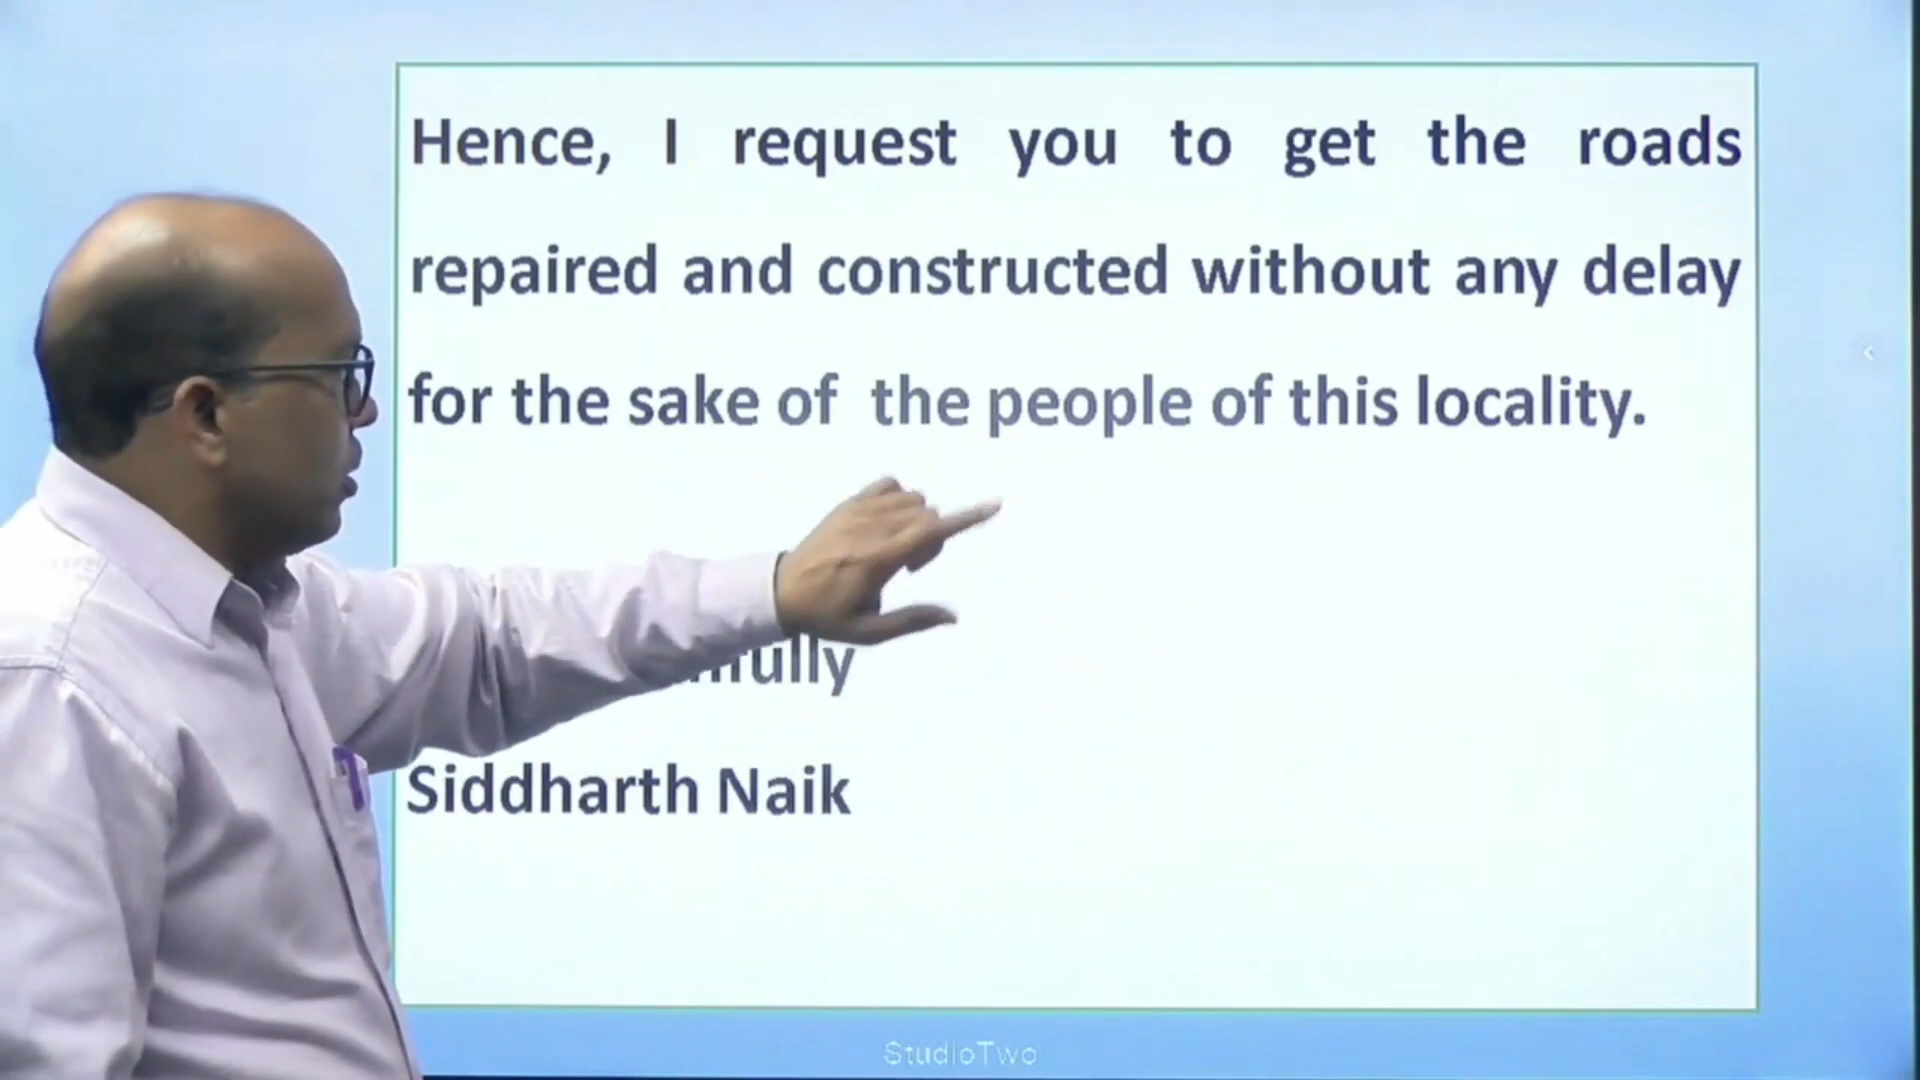 Hence, I request you to get the roads
repaired and constructed without any delay
for the sake of the people of this locality.
Siddharth Naik
StudioTwo